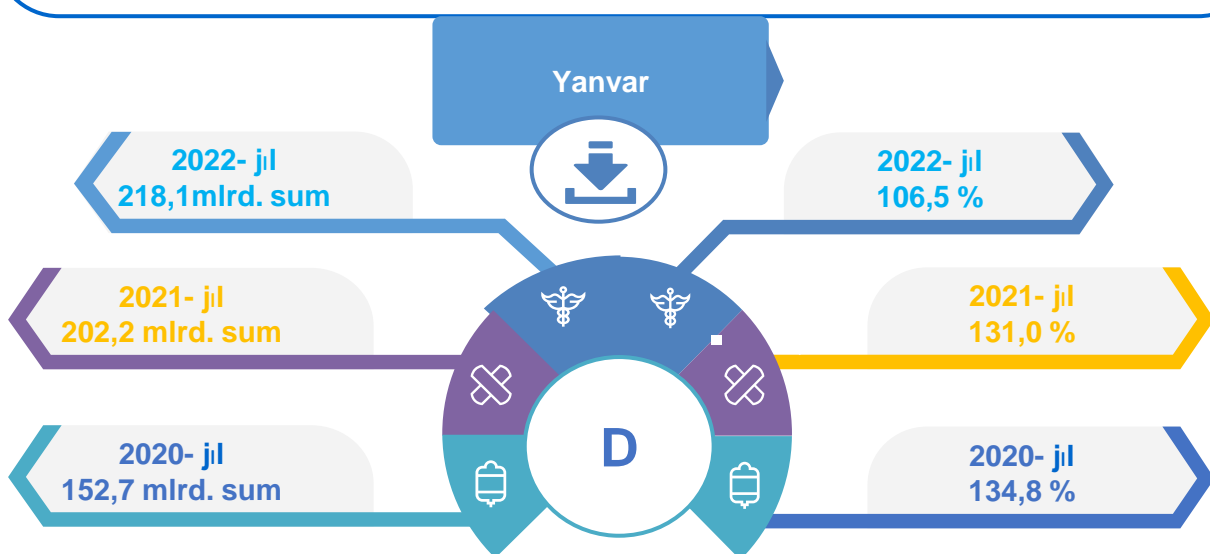 Yanvar
2022- jıl
218,1mlrd. sum
2022- jıl
106,5 %
2021- jıl
202,2 mlrd. sum
2021- jıl
131,0 %
2020- jıl
152,7 mlrd. sum
2020- jıl
134,8 %
D